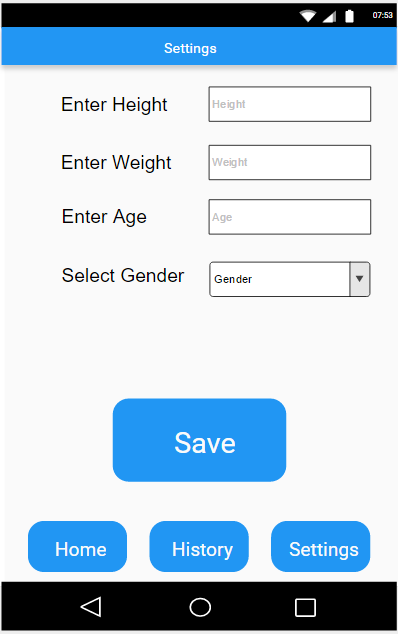 07:53
Settings
Enter Height Height
Enter Weight Weight
Enter Age Age
Select Gender Gender
Save
Home History Settings